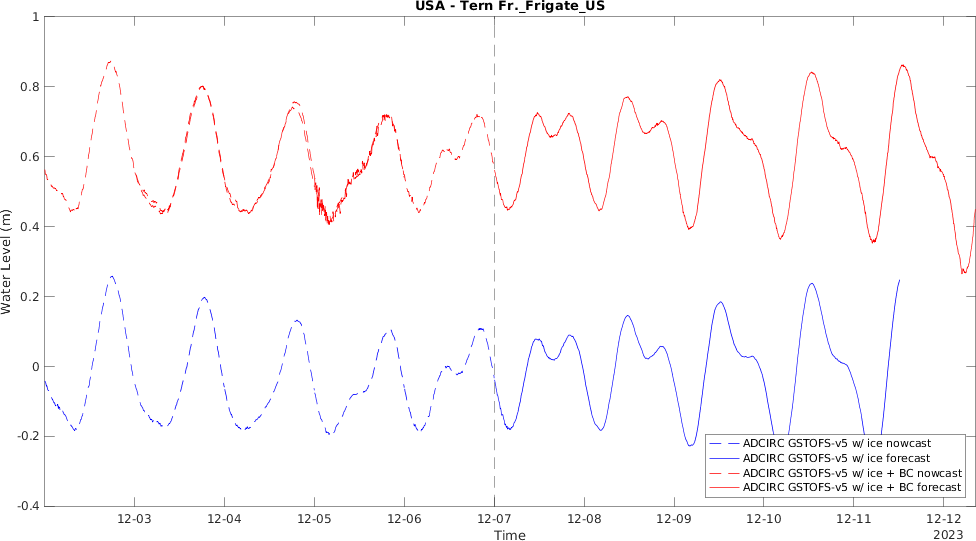 USA - Tern Fr._Frigate_US
1
0.8
0.6
0.4
0.2
0
-0.2
-0.4
Water Level (m)
ADCIRC GSTOFS-v5 w/ ice nowcast
ADCIRC GSTOFS-v5 w/ ice forecast
ADCIRC GSTOFS-v5 w/ ice + BC nowcast
ADCIRC GSTOFS-v5 w/ ice + BC forecast
12-03 12-04 12-05 12-06 12-07 12-08 12-09 12-10 12-11 12-12
Time 2023